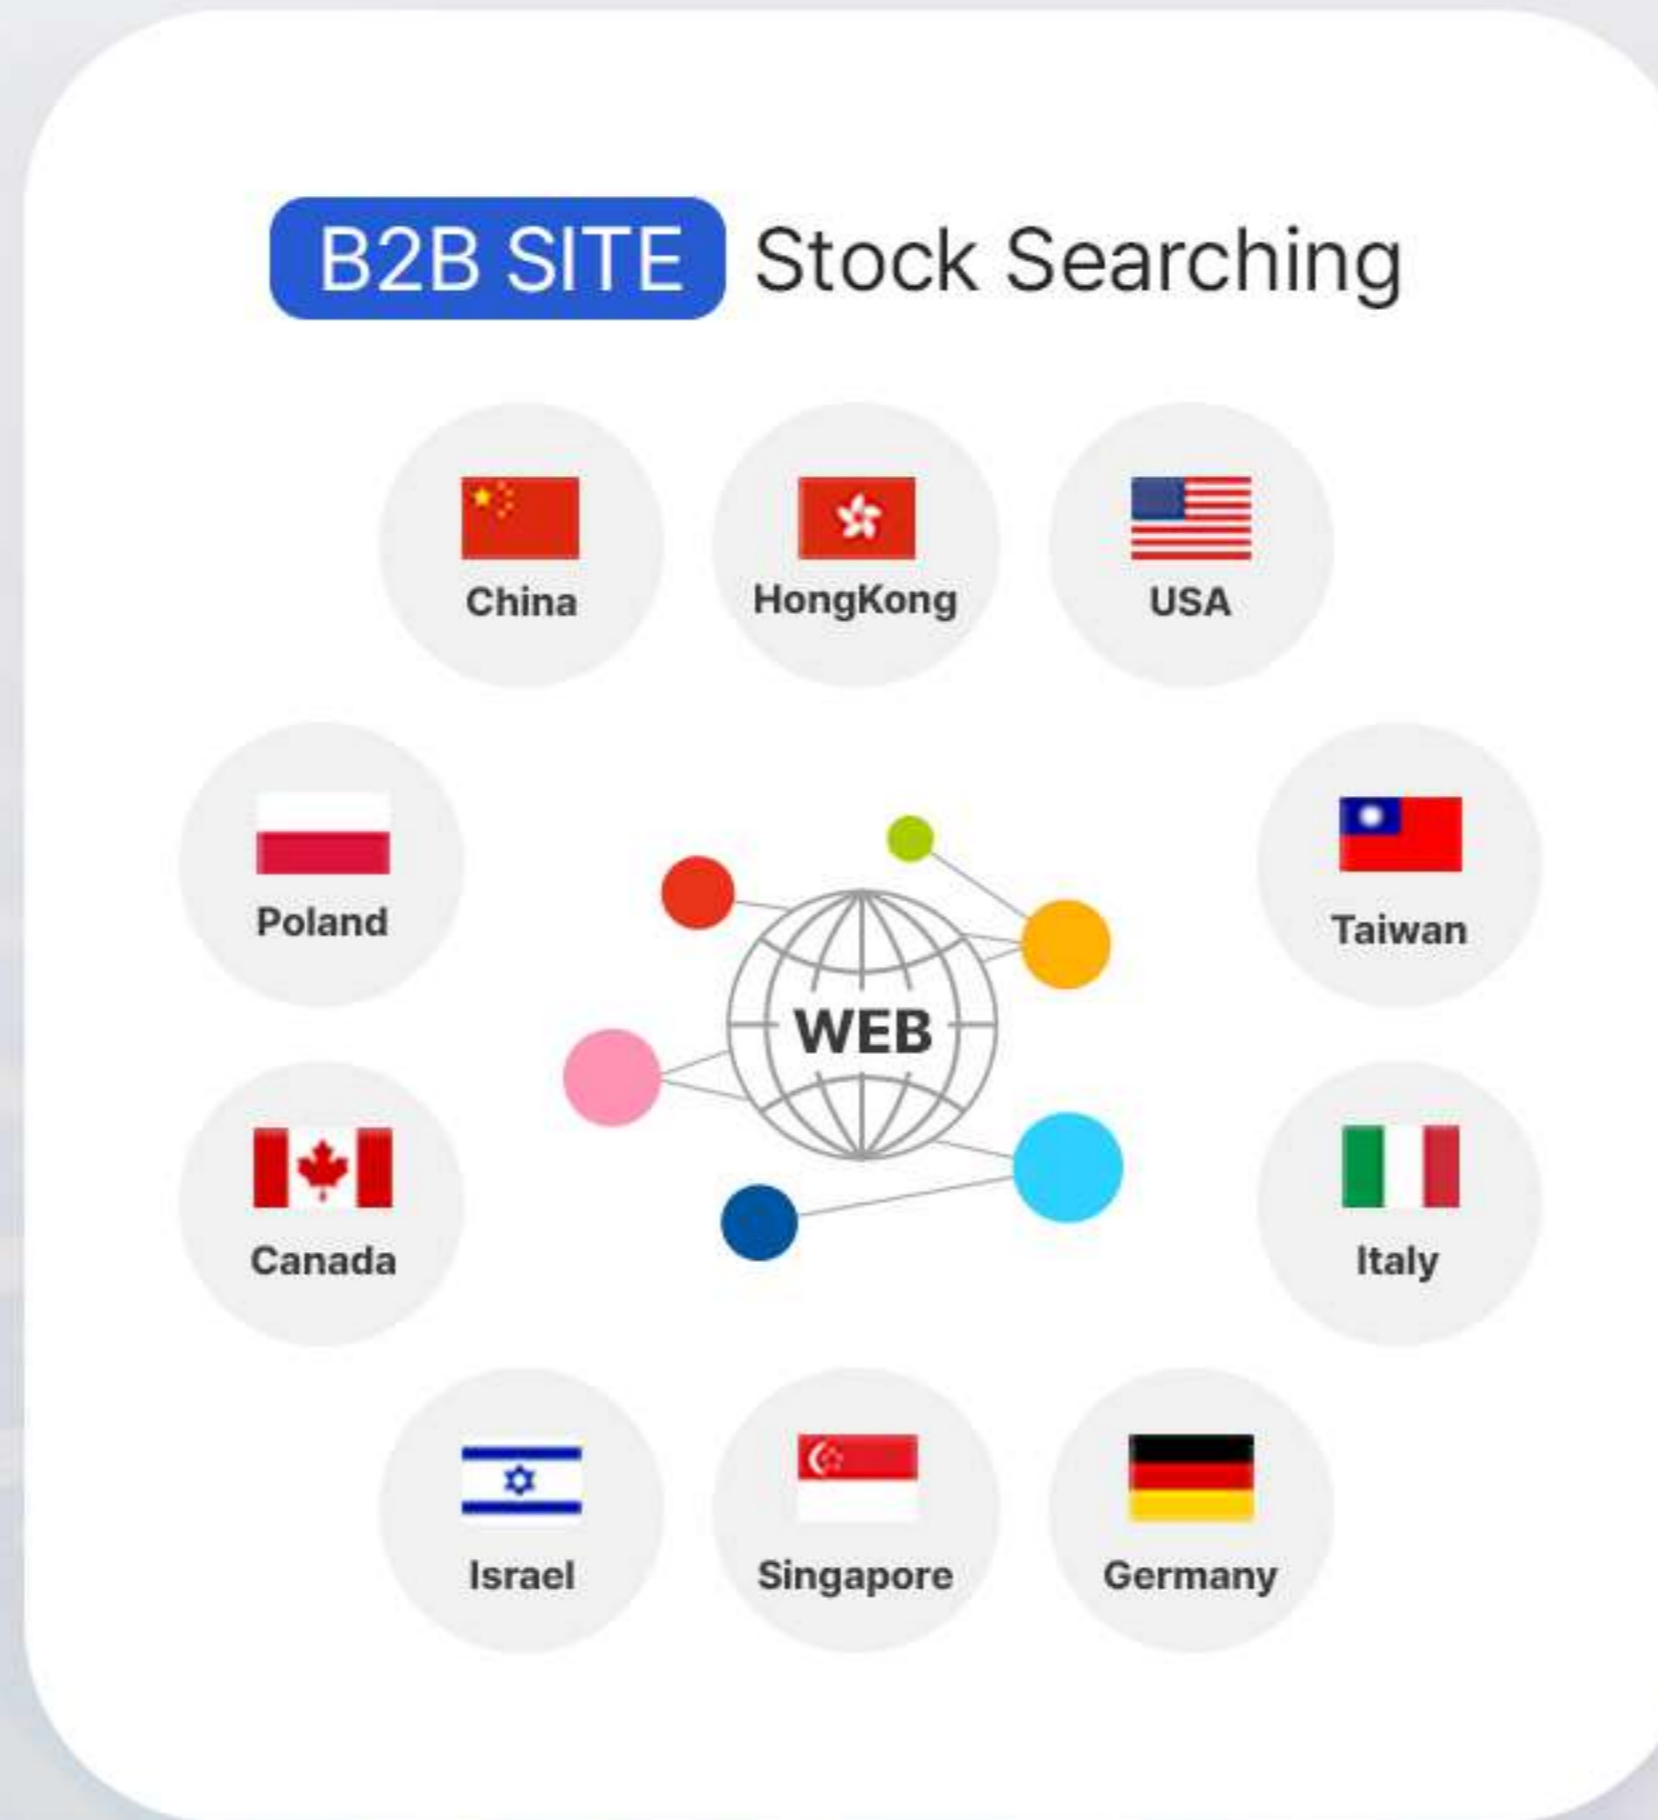 B2B SITE Stock Searching
China
HongKong
USA
Poland
Taiwan
WEB
Canada
Italy
Israel
Singapore
Germany